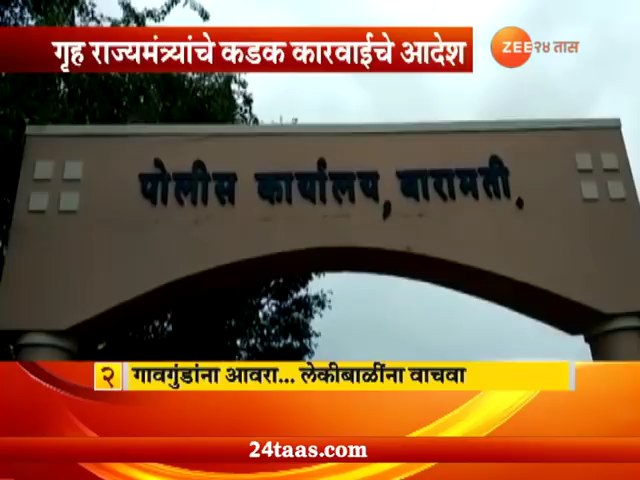 गृह राज्यमंत्र्यांचे कडक कारवाईचे आदेश
ZEE २४ तास
पोलीस कार्यालय, बारामती.
२ गावगुंडांना आवरा... लेकीबाळींना वाचवा
24taas.com